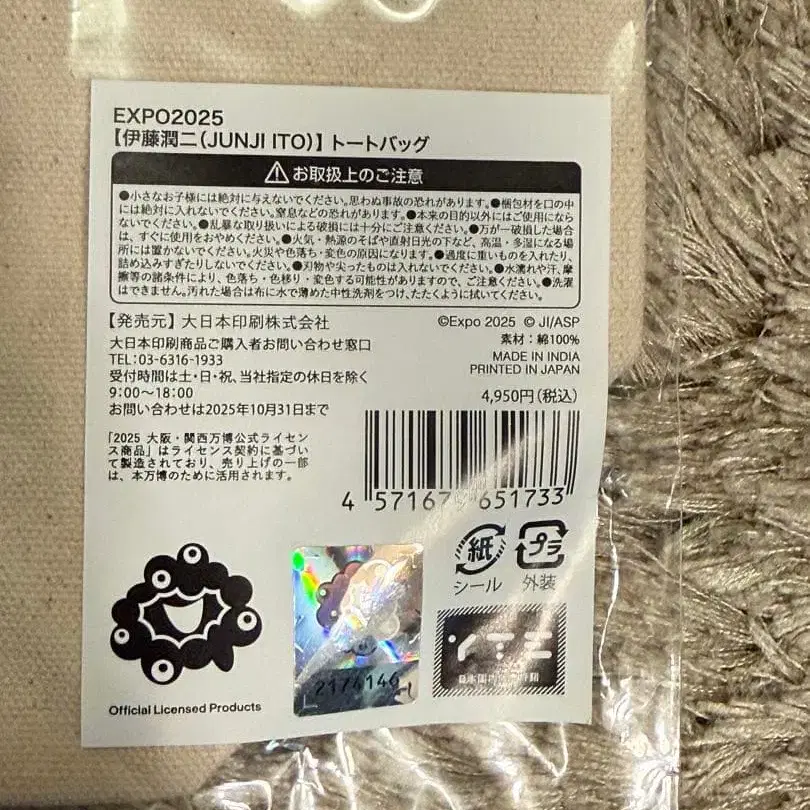 EXPO2025
【伊藤潤二(JUNJI ITO)】トートバッグ
⚠お取扱上のご注意
●小さなお子様には絶対に与えないでください。思わぬ事故の恐れがあります。●梱包材を口の中
には絶対に入れないでください。窒息などの恐れがあります。●本来の目的以外にはご使用になら
ないでください。●乱暴な取り扱いによる破損には十分にご注意ください。●万が一破損した場合
は、すぐに使用をおやめください。●火気・熱源のそばや直射日光の下など、高温・多湿になる場
所には置かないでください。火災や色落ち・変色の原因になります。●過度に重いものを入れたり、
詰め込みすぎたりしないでください。●刃物や尖ったものは入れないでください。●水濡れや汗、摩
擦等の諸条件により、色落ち・色移り・変色する可能性がありますので、ご注意ください。●洗濯
はできません。汚れた場合は布に水で薄めた中性洗剤をつけ、たたくように拭いてください。
【発売元】大日本印刷株式会社
大日本印刷商品ご購入者お問い合わせ窓口
TEL:03-6316-1933
受付時間は土・日・祝、当社指定の休日を除く
9:00〜18:00
お問い合わせは2025年10月31日まで
©Expo 2025 © JI/ASP
素材：綿100%
MADE IN INDIA
PRINTED IN JAPAN
4,950円(税込)
「2025 大阪・関西万博公式ライセン
ス商品」はライセンス契約に基づい
て製造されており、売り上げの一部
は、本万博のために活用されます。
4 571679 651733
紙
シール
プラ
外装
2174146
Official Licensed Products